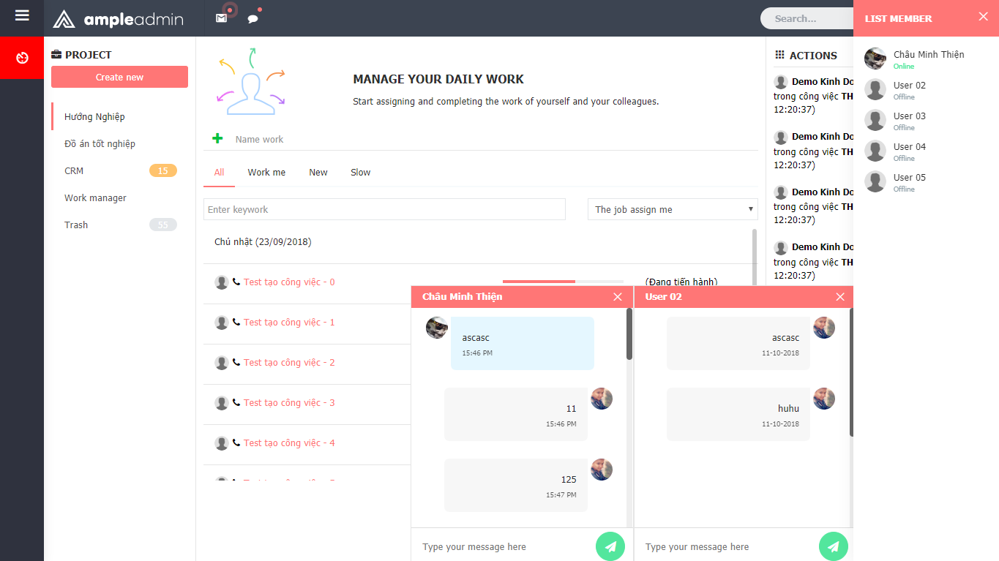 ampleadmin
Search...
LIST MEMBER
PROJECT
Create new
Hướng Nghiệp
Đồ án tốt nghiệp
CRM 15
Work manager
Trash 55
MANAGE YOUR DAILY WORK
Start assigning and completing the work of yourself and your colleagues.
Name work
All Work me New Slow
Enter keywork
The job assign me
Chủ nhật (23/09/2018)
Test tạo công việc - 0
(Đang tiến hành)
Test tạo công việc - 1
Test tạo công việc - 2
Test tạo công việc - 3
Test tạo công việc - 4
Châu Minh Thiện
ascasc
15:46 PM
11
15:46 PM
125
15:47 PM
Type your message here
User 02
ascasc
11-10-2018
huhu
11-10-2018
Type your message here
ACTIONS
Demo Kinh Do
trong công việc TH
12:20:37)
Demo Kinh Do
trong công việc TH
12:20:37)
Demo Kinh Do
trong công việc TH
12:20:37)
Demo Kinh Do
trong công việc TH
12:20:37)
Châu Minh Thiện
Online
User 02
Offline
User 03
Offline
User 04
Offline
User 05
Offline